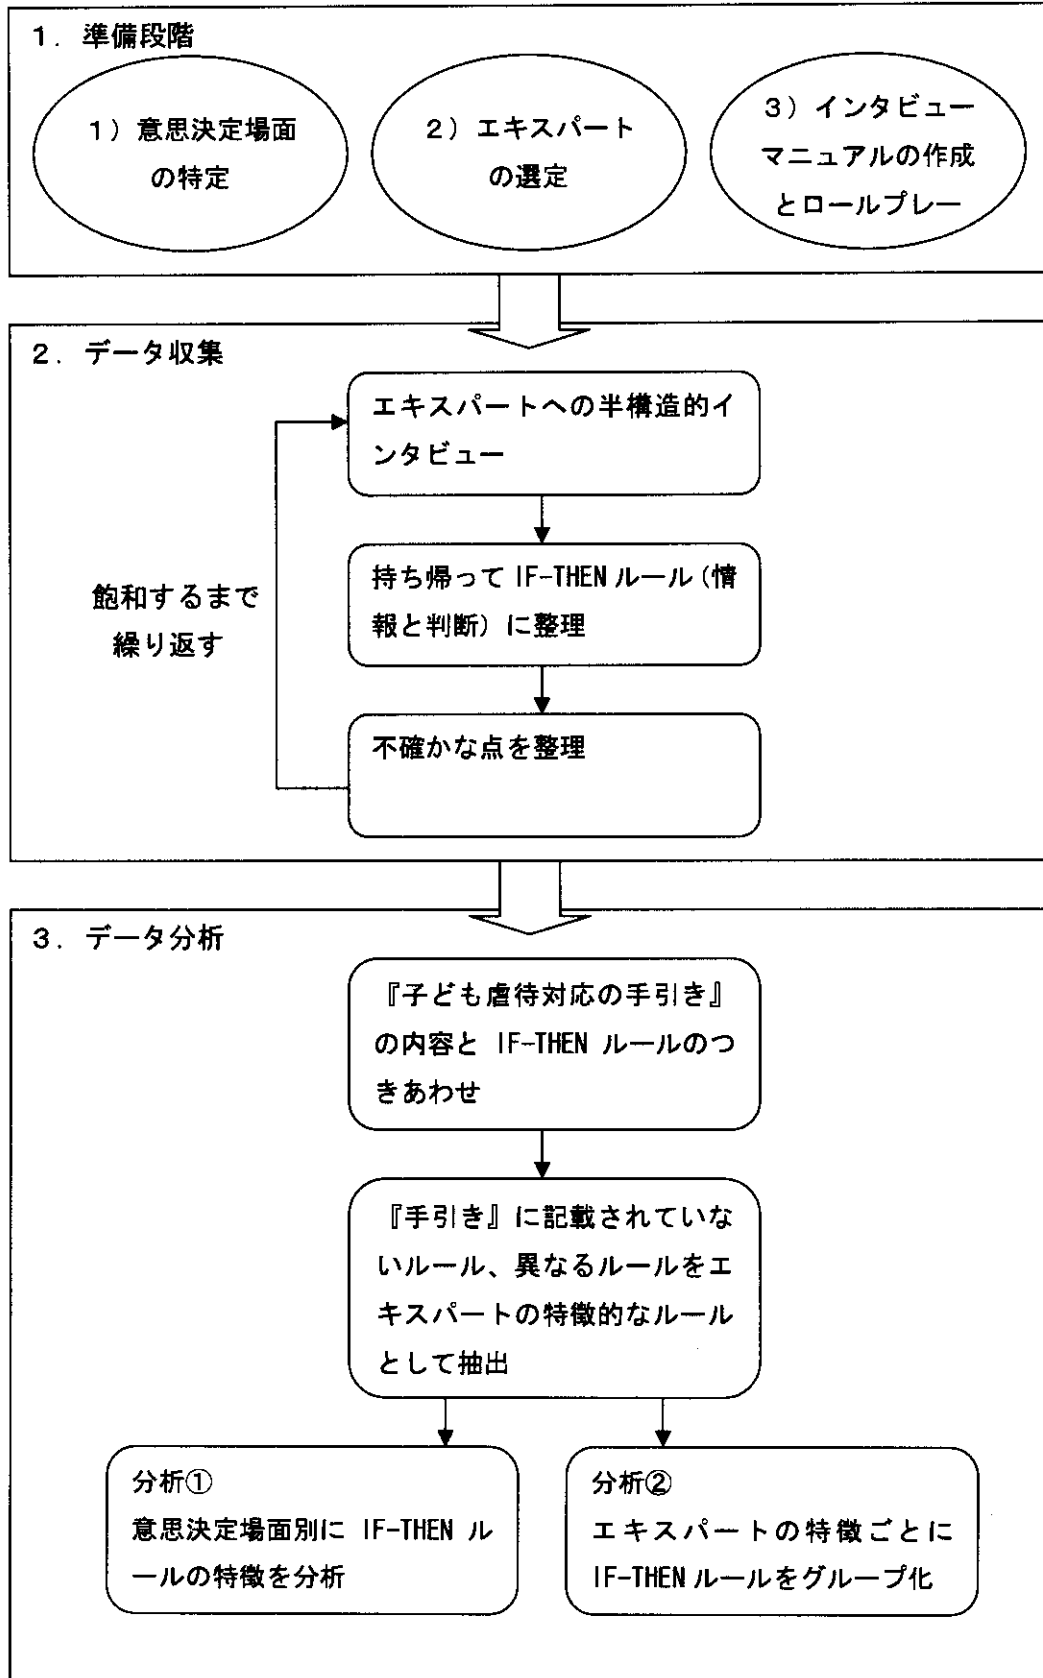 1．準備段階
1）意思決定場面
の特定
2）エキスパート
の選定
3）インタビュー
マニュアルの作成
とロールプレー
2．データ収集
エキスパートへの半構造的イ
ンタビュー
持ち帰って IF-THEN ルール（情
報と判断）に整理
飽和するまで
繰り返す
不確かな点を整理
3．データ分析
『子ども虐待対応の手引き』
の内容と IF-THEN ルールのつ
きあわせ
『手引き』に記載されていな
いルール、異なるルールをエ
キスパートの特徴的なルール
として抽出
分析①
意思決定場面別に IF-THEN ル
ールの特徴を分析
分析②
エキスパートの特徴ごとに
IF-THEN ルールをグループ化